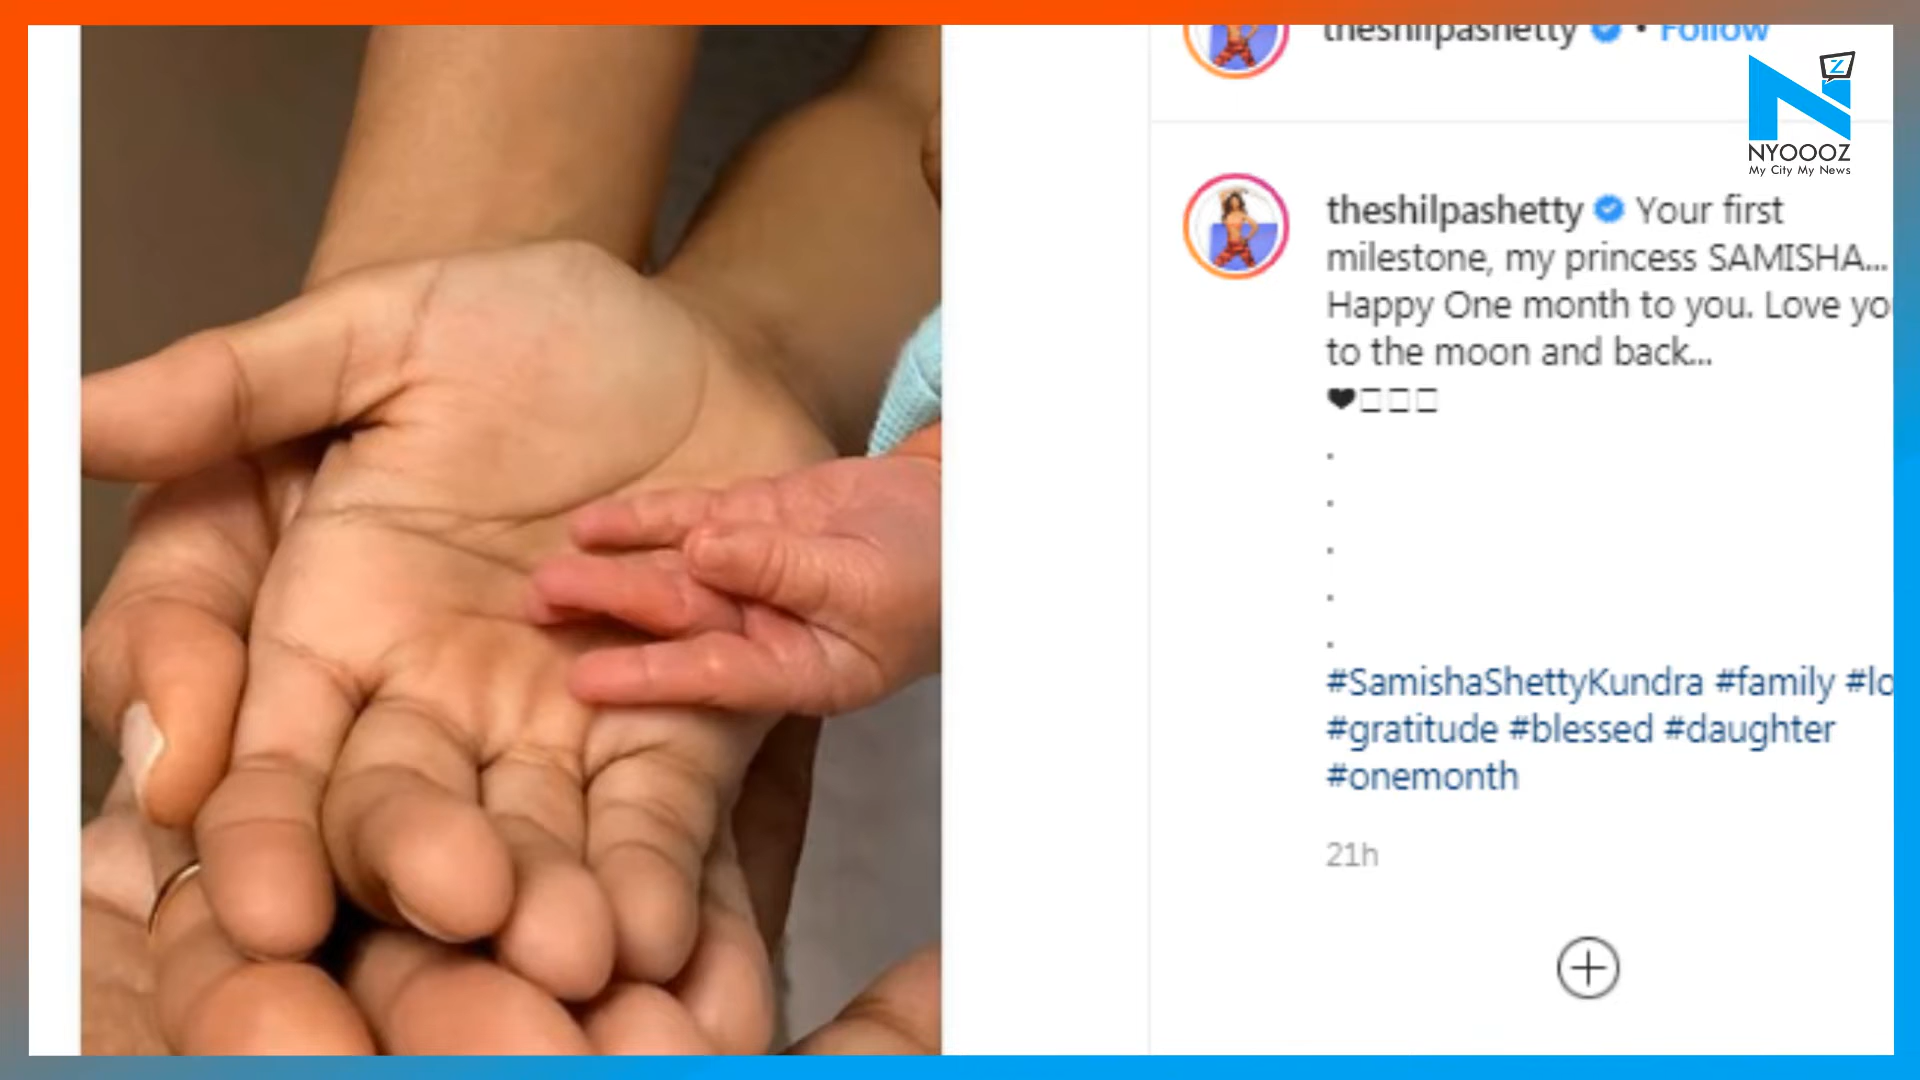 theshilpashetty • Follow
NYOOOZ
My City My News
theshilpashetty Your first
milestone, my princess SAMISHA...
Happy One month to you. Love yo
to the moon and back...
♥□□□
.
.
.
.
.
#SamishaShettyKundra #family #lo
#gratitude #blessed #daughter
#onemonth
21h